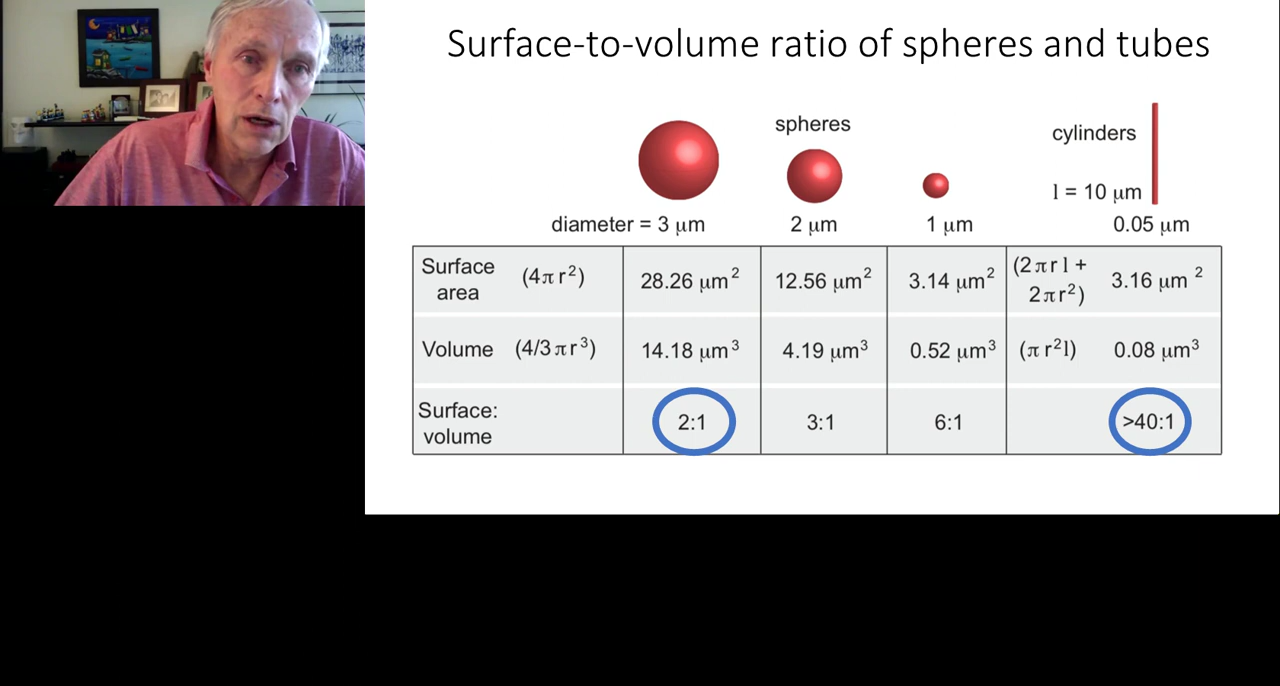 Surface-to-volume ratio of spheres and tubes
spheres
cylinders
l = 10 μm
diameter = 3 μm 2 μm 1 μm 0.05 μm
Surface area (4πr²) 28.26 μm² 12.56 μm² 3.14 μm² (2πrl + 2πr²) 3.16 μm²
Volume (4/3πr³) 14.18 μm³ 4.19 μm³ 0.52 μm³ (πr²l) 0.08 μm³
Surface: volume 2:1 3:1 6:1 >40:1